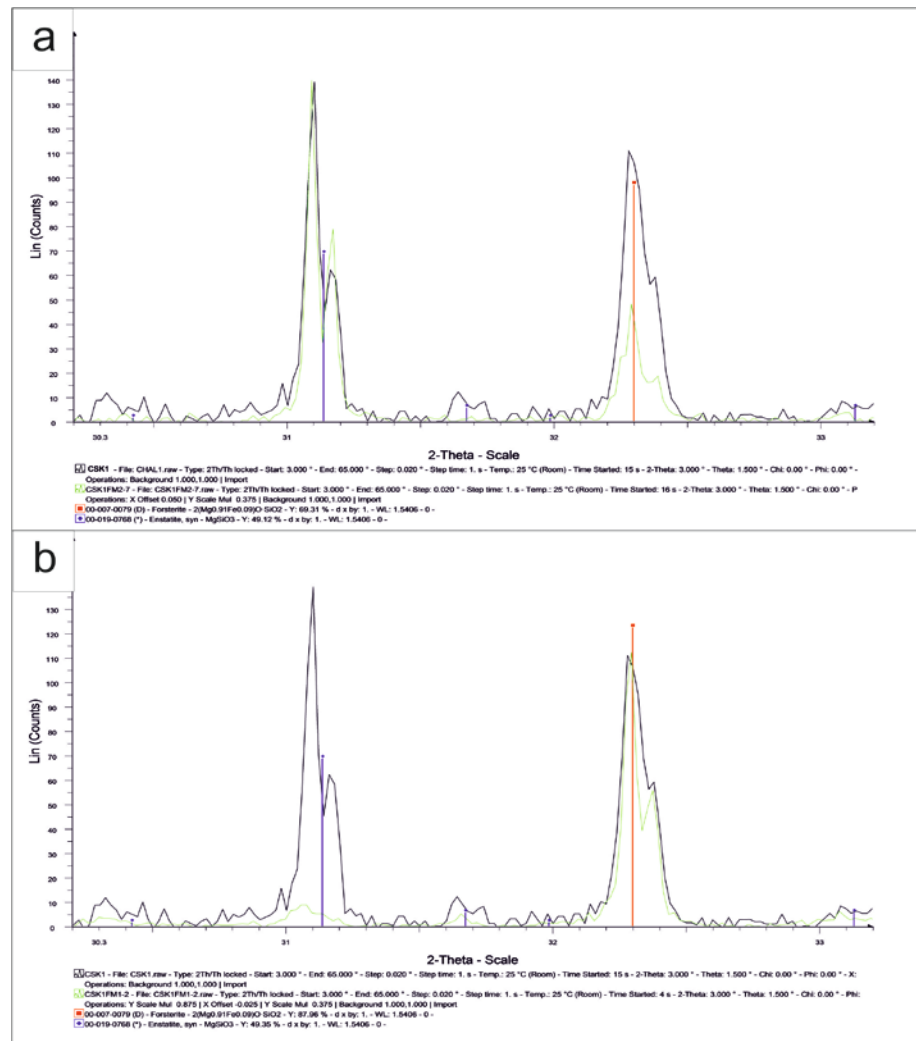 a
Lin (Counts)
140
130
120
110
100
90
80
70
60
50
40
30
20
10
0
30.3 31 32 33
2-Theta - Scale
CSK1 - File: CHAL1.raw - Type: 2Th/Th locked - Start: 3.000 ° - End: 65.000 ° - Step: 0.020 ° - Step time: 1. s - Temp.: 25 °C (Room) - Time Started: 15 s - 2-Theta: 3.000 ° - Theta: 1.500 ° - Chi: 0.00 ° - Phi: 0.00 ° -
Operations: Background 1.000,1.000 | Import
CSK1FM2-7 - File: CSK1FM2-7.raw - Type: 2Th/Th locked - Start: 3.000 ° - End: 65.000 ° - Step: 0.020 ° - Step time: 1. s - Temp.: 25 °C (Room) - Time Started: 16 s - 2-Theta: 3.000 ° - Theta: 1.500 ° - Chi: 0.00 ° - P
Operations: X Offset 0.050 | Y Scale Mul 0.375 | Background 1.000,1.000 | Import
00-007-0079 (D) - Forsterite - 2(Mg0.91Fe0.09)O·SiO2 - Y: 69.31 % - d x by: 1. - WL: 1.5406 - 0 -
00-019-0768 (*) - Enstatite, syn - MgSiO3 - Y: 49.12 % - d x by: 1. - WL: 1.5406 - 0 -
b
Lin (Counts)
130
120
110
100
90
80
70
60
50
40
30
20
10
0
30.3 31 32 33
2-Theta - Scale
CSK1 - File: CSK1.raw - Type: 2Th/Th locked - Start: 3.000 ° - End: 65.000 ° - Step: 0.020 ° - Step time: 1. s - Temp.: 25 °C (Room) - Time Started: 15 s - 2-Theta: 3.000 ° - Theta: 1.500 ° - Chi: 0.00 ° - Phi: 0.00 ° - X:
Operations: Background 1.000,1.000 | Import
CSK1FM1-2 - File: CSK1FM1-2.raw - Type: 2Th/Th locked - Start: 3.000 ° - End: 65.000 ° - Step: 0.020 ° - Step time: 1. s - Temp.: 25 °C (Room) - Time Started: 4 s - 2-Theta: 3.000 ° - Theta: 1.500 ° - Chi: 0.00 ° - Phi:
Operations: Y Scale Mul 0.875 | X Offset -0.025 | Y Scale Mul 0.375 | Background 1.000,1.000 | Import
00-007-0079 (D) - Forsterite - 2(Mg0.91Fe0.09)O·SiO2 - Y: 87.96 % - d x by: 1. - WL: 1.5406 - 0 -
00-019-0768 (*) - Enstatite, syn - MgSiO3 - Y: 49.35 % - d x by: 1. - WL: 1.5406 - 0 -